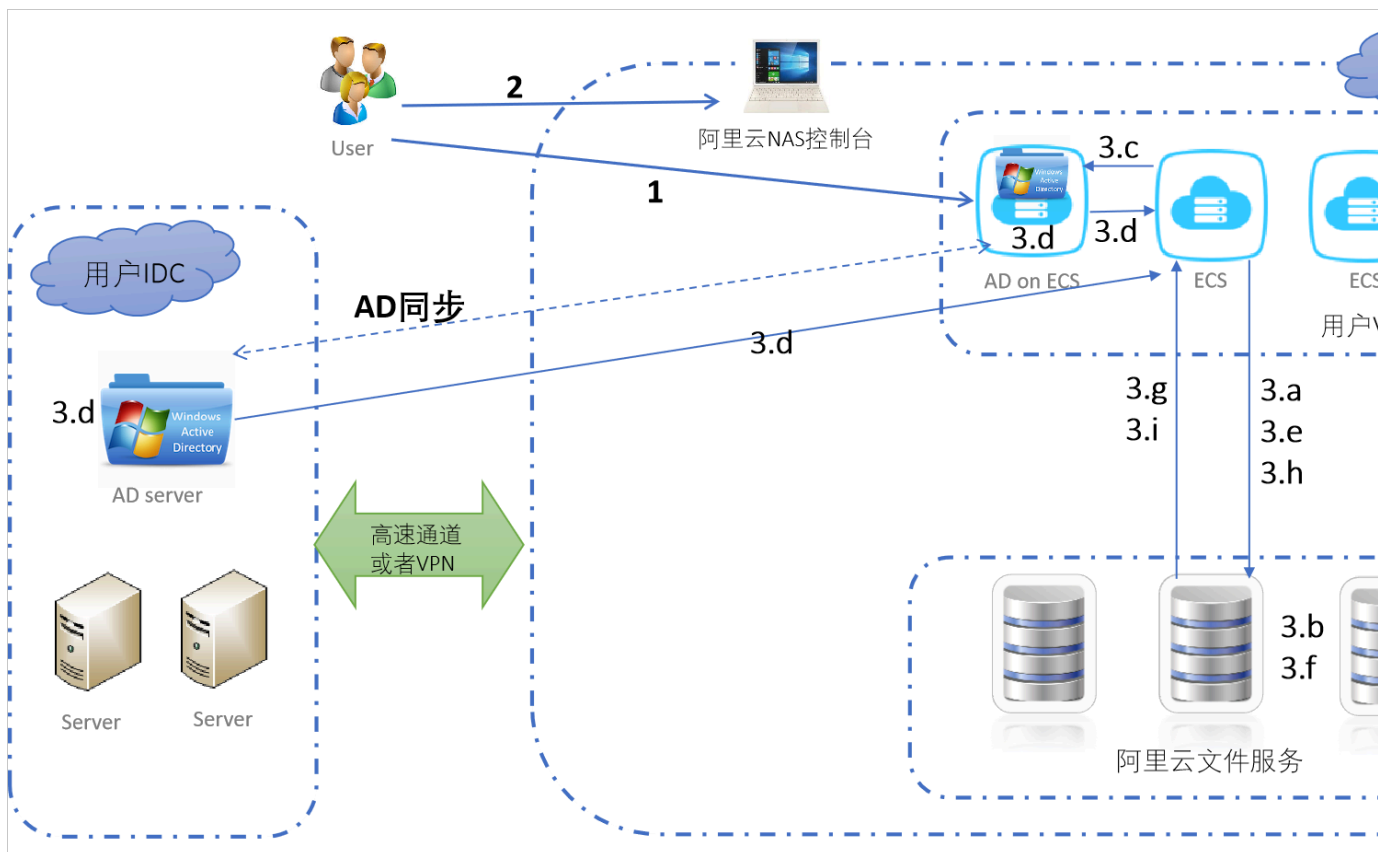 2
User
阿里云NAS控制台
1
3.c
Windows
Active
Directory
3.d
3.d
AD on ECS
ECS
ECS
用户V
用户IDC
AD同步
3.d
3.d
Windows
Active
Directory
AD server
3.g
3.i
3.a
3.e
3.h
高速通道
或者VPN
Server
Server
3.b
3.f
阿里云文件服务